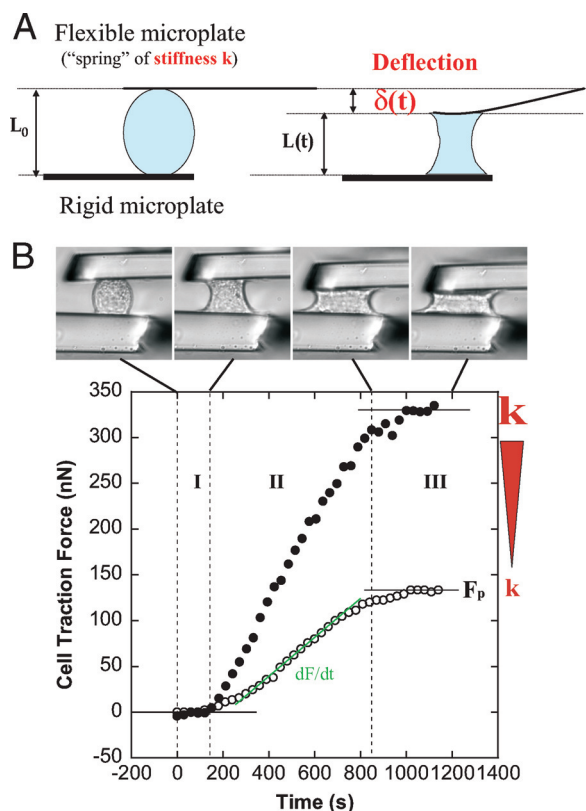 A
Flexible microplate
("spring" of stiffness k)
Deflection
δ(t)
L₀
L(t)
Rigid microplate
B
350
300
250
200
150
100
50
0
-50
Cell Traction Force (nN)
I
II
III
k
k
Fₚ
dF/dt
-200 0 200 400 600 800 1000 1200 1400
Time (s)